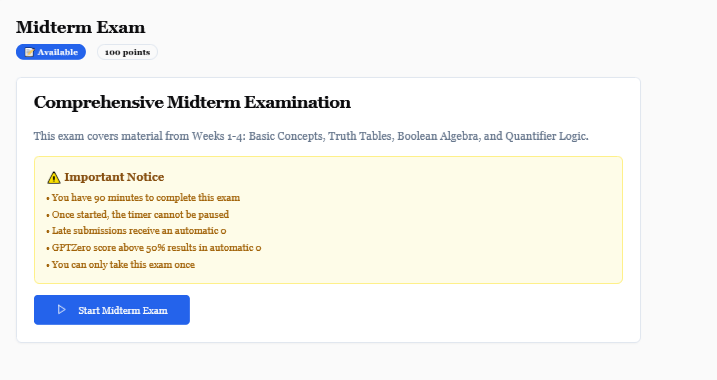 Midterm Exam
Available
100 points
Comprehensive Midterm Examination
This exam covers material from Weeks 1-4: Basic Concepts, Truth Tables, Boolean Algebra, and Quantifier Logic.
Important Notice
• You have 90 minutes to complete this exam
• Once started, the timer cannot be paused
• Late submissions receive an automatic 0
• GPTZero score above 50% results in automatic 0
• You can only take this exam once
Start Midterm Exam